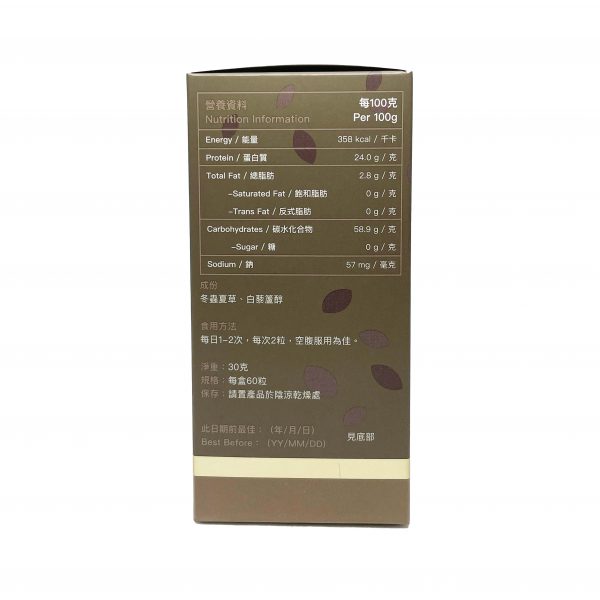 營養資料 每100克
Nutrition Information Per 100g
Energy / 能量 358 kcal / 千卡
Protein / 蛋白質 24.0 g / 克
Total Fat / 總脂肪 2.8 g / 克
–Saturated Fat / 飽和脂肪 0 g / 克
–Trans Fat / 反式脂肪 0 g / 克
Carbohydrates / 碳水化合物 58.9 g / 克
–Sugar / 糖 0 g / 克
Sodium / 鈉 57 mg / 毫克
成份
冬蟲夏草、白藜蘆醇
食用方法
每日1-2次，每次2粒，空腹服用為佳。
淨重：30克
規格：每盒60粒
保存：請置產品於陰涼乾燥處
此日期前最佳：（年/月/日）
Best Before：（YY/MM/DD） 見底部